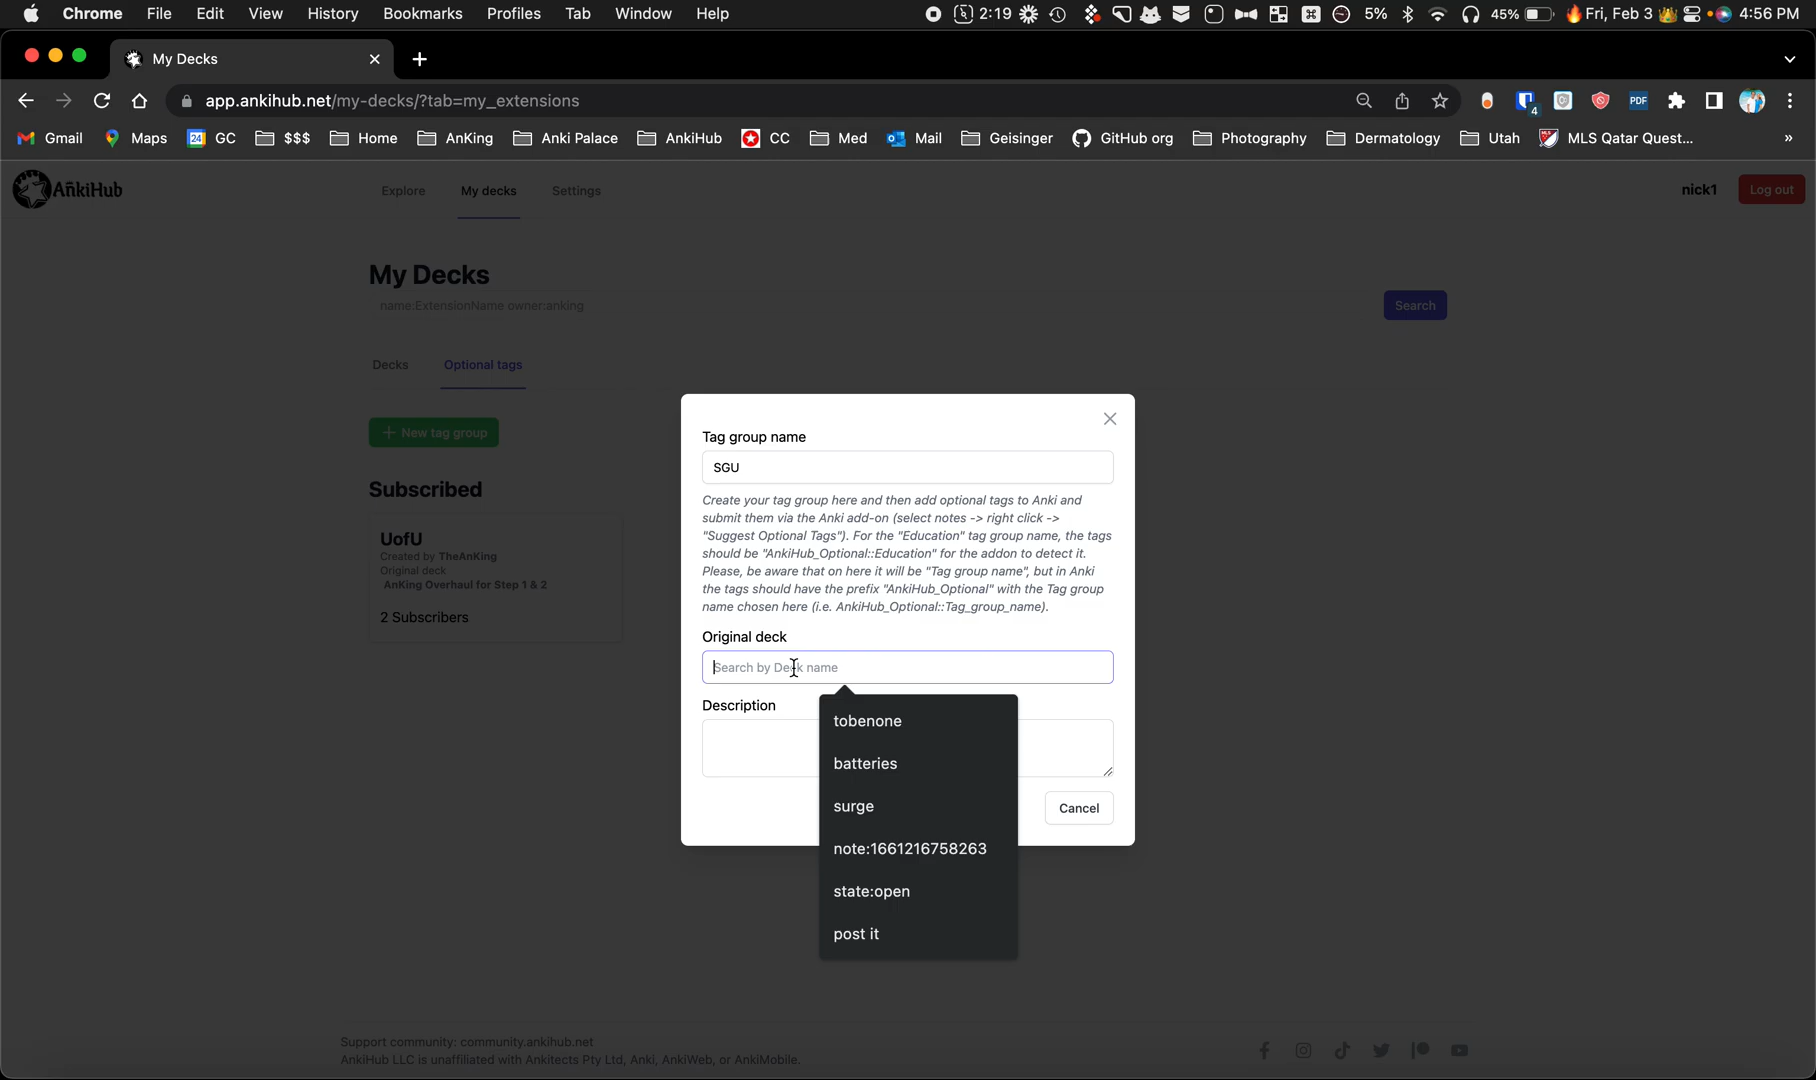 Chrome File Edit View History Bookmarks Profiles Tab Window Help 2:19 5% 45% Fri, Feb 3 4:56 PM
My Decks
app.ankihub.net/my-decks/?tab=my_extensions 4 PDF
Gmail Maps 24 GC $$$ Home AnKing Anki Palace AnkiHub CC Med Mail Geisinger GitHub org Photography Dermatology Utah MLS Qatar Quest... »
AñkiHub Explore My decks Settings nick1 Log out
My Decks
name:ExtensionName owner:anking Search
Decks Optional tags
+ New tag group
Subscribed
UofU
Created by TheAnKing
Original deck
AnKing Overhaul for Step 1 & 2
2 Subscribers
Tag group name
SGU
Create your tag group here and then add optional tags to Anki and
submit them via the Anki add-on (select notes -> right click ->
"Suggest Optional Tags"). For the "Education" tag group name, the tags
should be "AnkiHub_Optional::Education" for the addon to detect it.
Please, be aware that on here it will be "Tag group name", but in Anki
the tags should have the prefix "AnkiHub_Optional" with the Tag group
name chosen here (i.e. AnkiHub_Optional::Tag_group_name).
Original deck
Search by Deck name
Description
tobenone
batteries
surge
note:1661216758263
state:open
post it
Cancel
Support community: community.ankihub.net
AnkiHub LLC is unaffiliated with Ankitects Pty Ltd, Anki, AnkiWeb, or AnkiMobile.